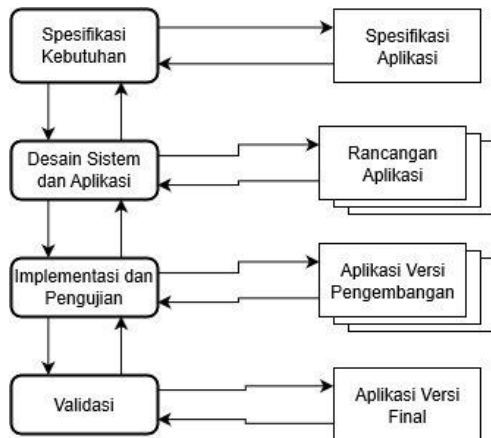 Spesifikasi
Kebutuhan
Spesifikasi
Aplikasi
Desain Sistem
dan Aplikasi
Rancangan
Aplikasi
Implementasi dan
Pengujian
Aplikasi Versi
Pengembangan
Validasi
Aplikasi Versi
Final